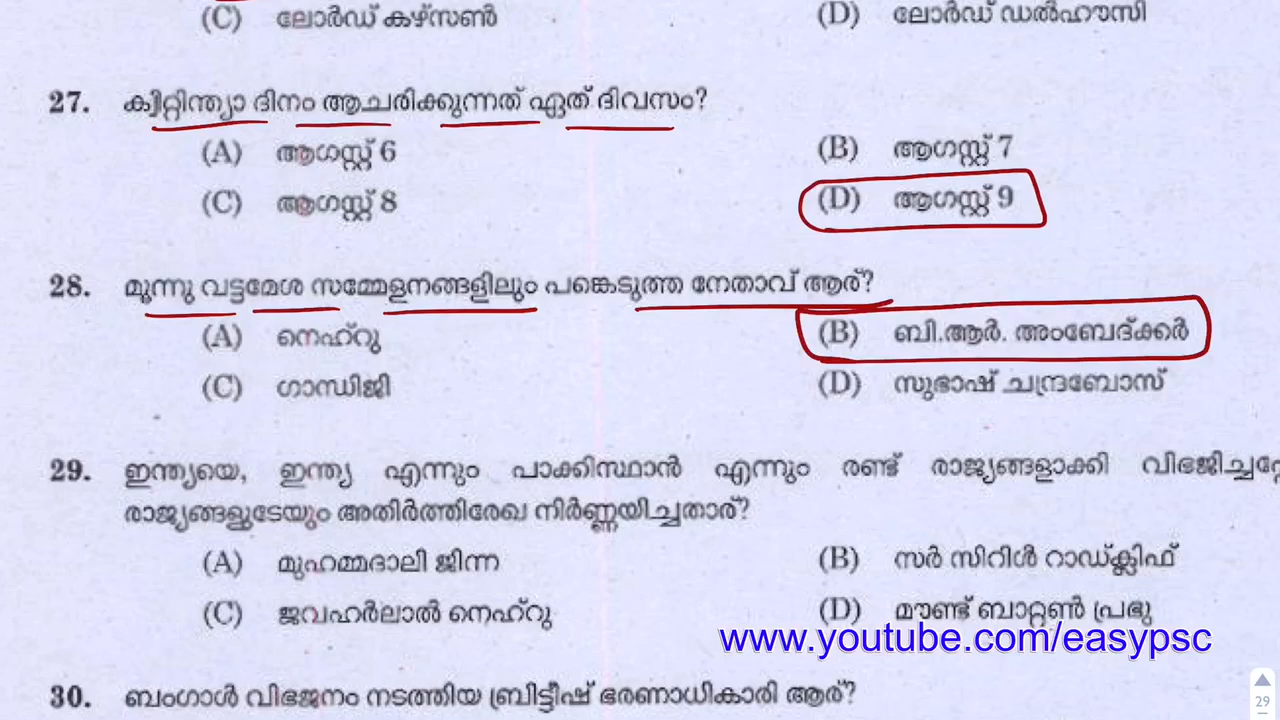 (C) ലോർഡ് കഴ്സൺ (D) ലോർഡ് ഡൽഹൗസി
27. ക്വിറ്റിന്ത്യാ ദിനം ആചരിക്കുന്നത് ഏത് ദിവസം?
(A) ആഗസ്റ്റ് 6 (B) ആഗസ്റ്റ് 7
(C) ആഗസ്റ്റ് 8 (D) ആഗസ്റ്റ് 9
28. മൂന്നു വട്ടമേശ സമ്മേളനങ്ങളിലും പങ്കെടുത്ത നേതാവ് ആര്?
(A) നെഹ്റു (B) ബി.ആർ. അംബേദ്ക്കർ
(C) ഗാന്ധിജി (D) സുഭാഷ് ചന്ദ്രബോസ്
29. ഇന്ത്യയെ, ഇന്ത്യ എന്നും പാക്കിസ്ഥാൻ എന്നും രണ്ട് രാജ്യങ്ങളാക്കി
രാജ്യങ്ങളുടേയും അതിർത്തിരേഖ നിർണ്ണയിച്ചതാര്?
(A) മുഹമ്മദാലി ജിന്ന (B) സർ സിറിൾ റാഡ്ക്ലിഫ്
(C) ജവഹർലാൽ നെഹ്റു (D) മൗണ്ട് ബാറ്റൺ പ്രഭു
www.youtube.com/easypsc
30. ബംഗാൾ വിഭജനം നടത്തിയ ബ്രിട്ടീഷ് ഭരണാധികാരി ആര്?
29